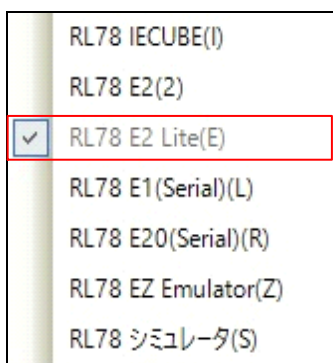 RL78 IECUBE(I)
RL78 E2(2)
RL78 E2 Lite(E)
RL78 E1(Serial)(L)
RL78 E20(Serial)(R)
RL78 EZ Emulator(Z)
RL78 シミュレータ(S)